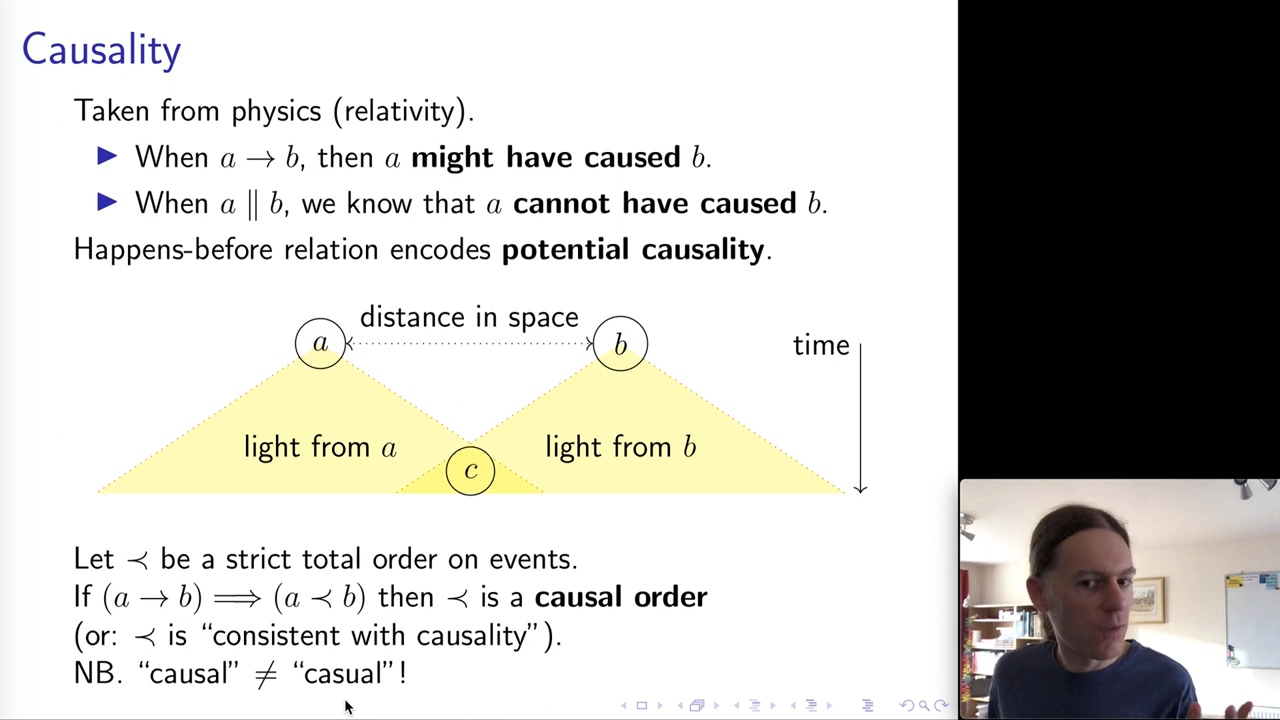 Causality
Taken from physics (relativity).
▶ When a → b, then a might have caused b.
▶ When a ∥ b, we know that a cannot have caused b.
Happens-before relation encodes potential causality.
distance in space
a
b
time
light from a
light from b
c
Let ≺ be a strict total order on events.
If (a → b) ⟹ (a ≺ b) then ≺ is a causal order
(or: ≺ is “consistent with causality”).
NB. “causal” ≠ “casual”!